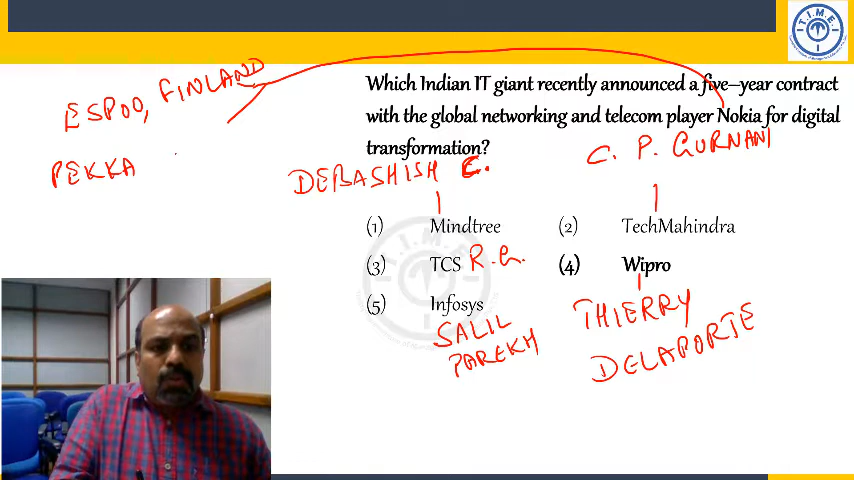 T.I.M.E.
ESPOO, FINLAND
PEKKA
Which Indian IT giant recently announced a five–year contract
with the global networking and telecom player Nokia for digital
transformation?
DEBASHISH C.
C. P. GURNANI
(1) Mindtree (2) TechMahindra
(3) TCS R.G. (4) Wipro
(5) Infosys
SALIL
PAREKH
THIERRY
DELAPORTE